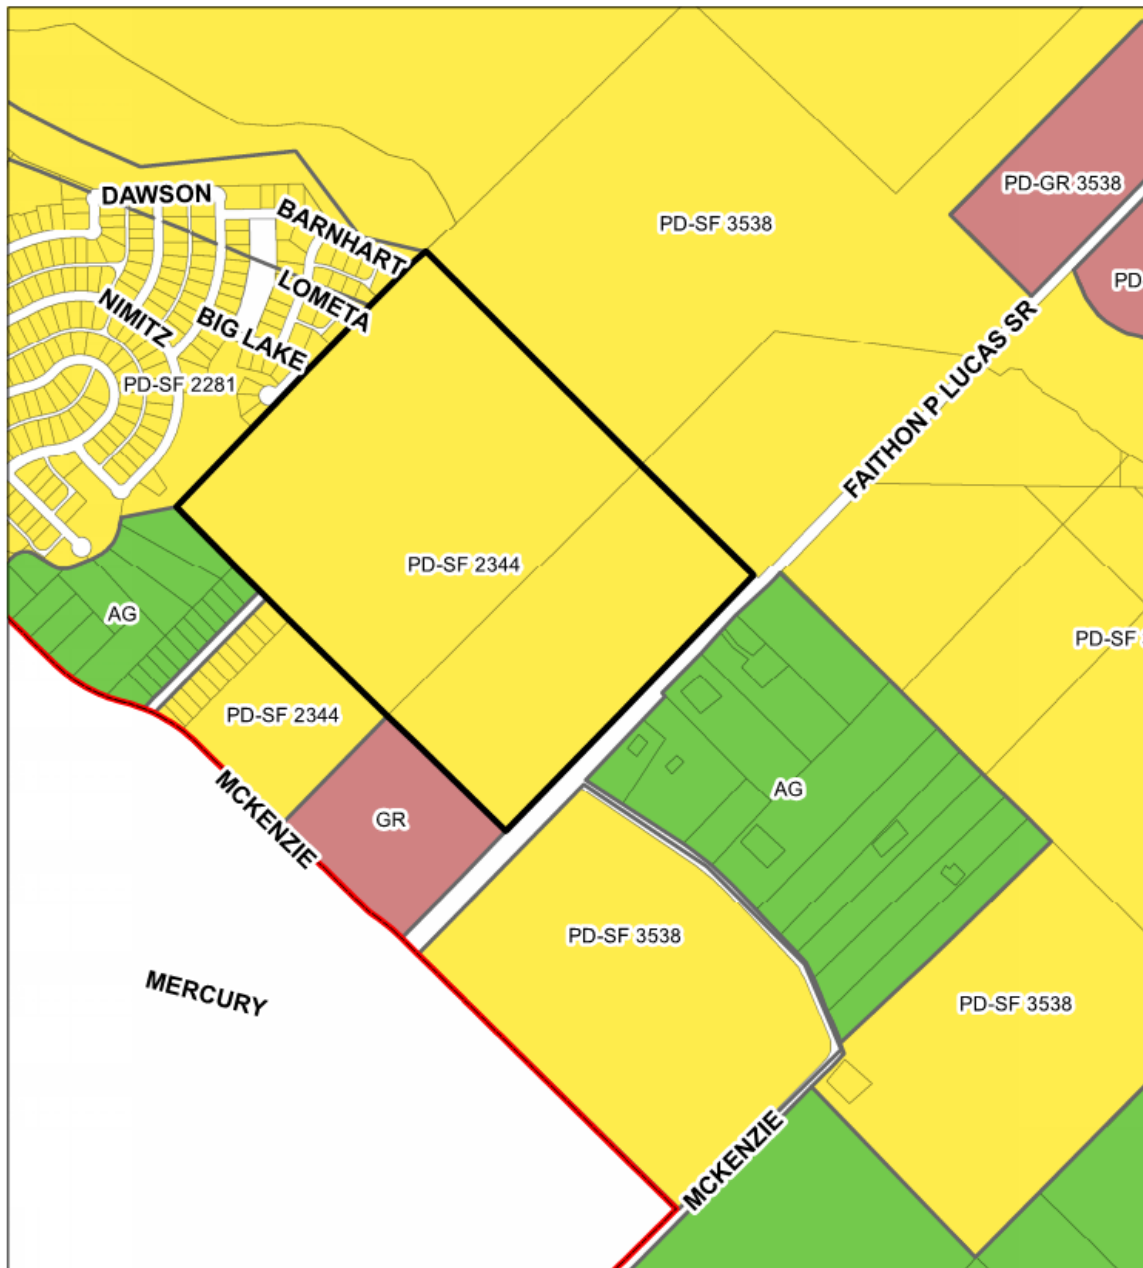 DAWSON
PD-GR 3538
BARNHART
PD-SF 3538
PD
LOMETA
NIMITZ
BIG LAKE
FAITHON P LUCAS SR
PD-SF 2281
PD-SF 2344
AG
PD-SF
PD-SF 2344
MCKENZIE
AG
GR
PD-SF 3538
MERCURY
PD-SF 3538
MCKENZIE